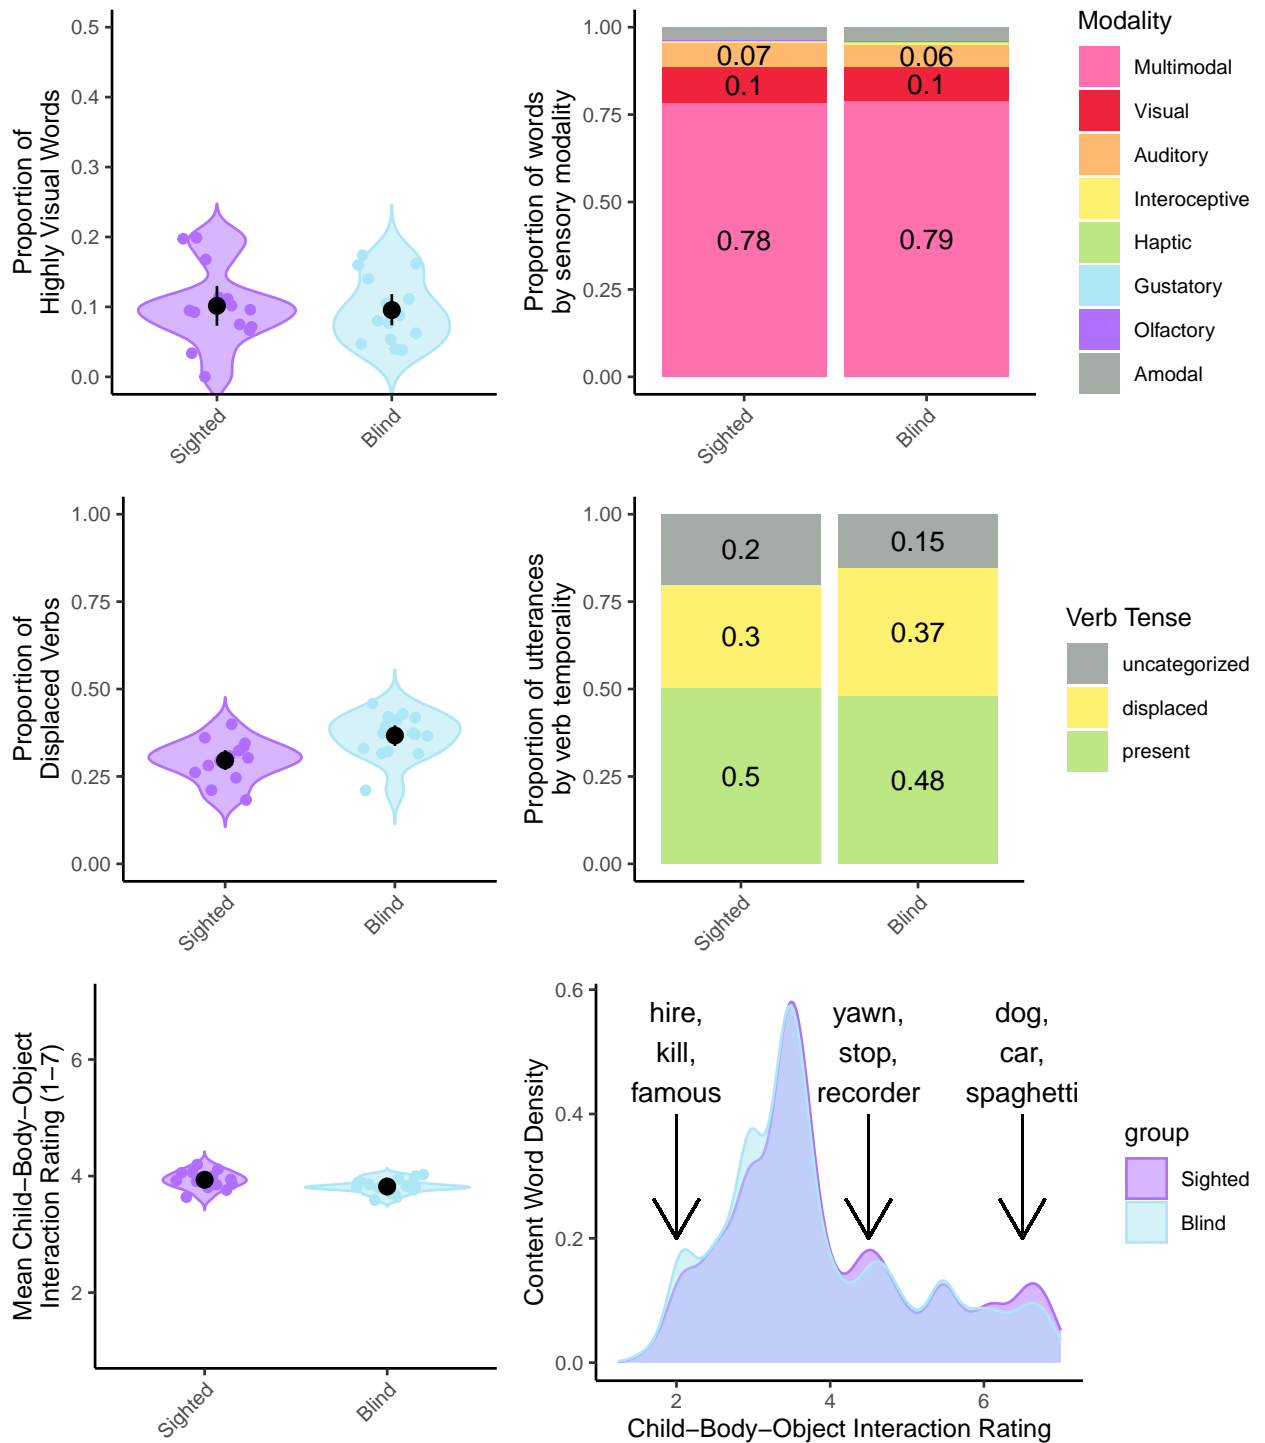 Proportion of
Highly Visual Words
0.5
0.4
0.3
0.2
0.1
0.0
Sighted
Blind
Proportion of words
by sensory modality
1.00
0.75
0.50
0.25
0.00
0.07
0.1
0.78
0.06
0.1
0.79
Sighted
Blind
Modality
Multimodal
Visual
Auditory
Interoceptive
Haptic
Gustatory
Olfactory
Amodal
Proportion of
Displaced Verbs
1.00
0.75
0.50
0.25
0.00
Sighted
Blind
Proportion of utterances
by verb temporality
1.00
0.75
0.50
0.25
0.00
0.2
0.3
0.5
0.15
0.37
0.48
Sighted
Blind
Verb Tense
uncategorized
displaced
present
Mean Child−Body−Object
Interaction Rating (1−7)
6
4
2
Sighted
Blind
Content Word Density
0.6
0.4
0.2
0.0
hire,
kill,
famous
yawn,
stop,
recorder
dog,
car,
spaghetti
2
4
6
Child−Body−Object Interaction Rating
group
Sighted
Blind